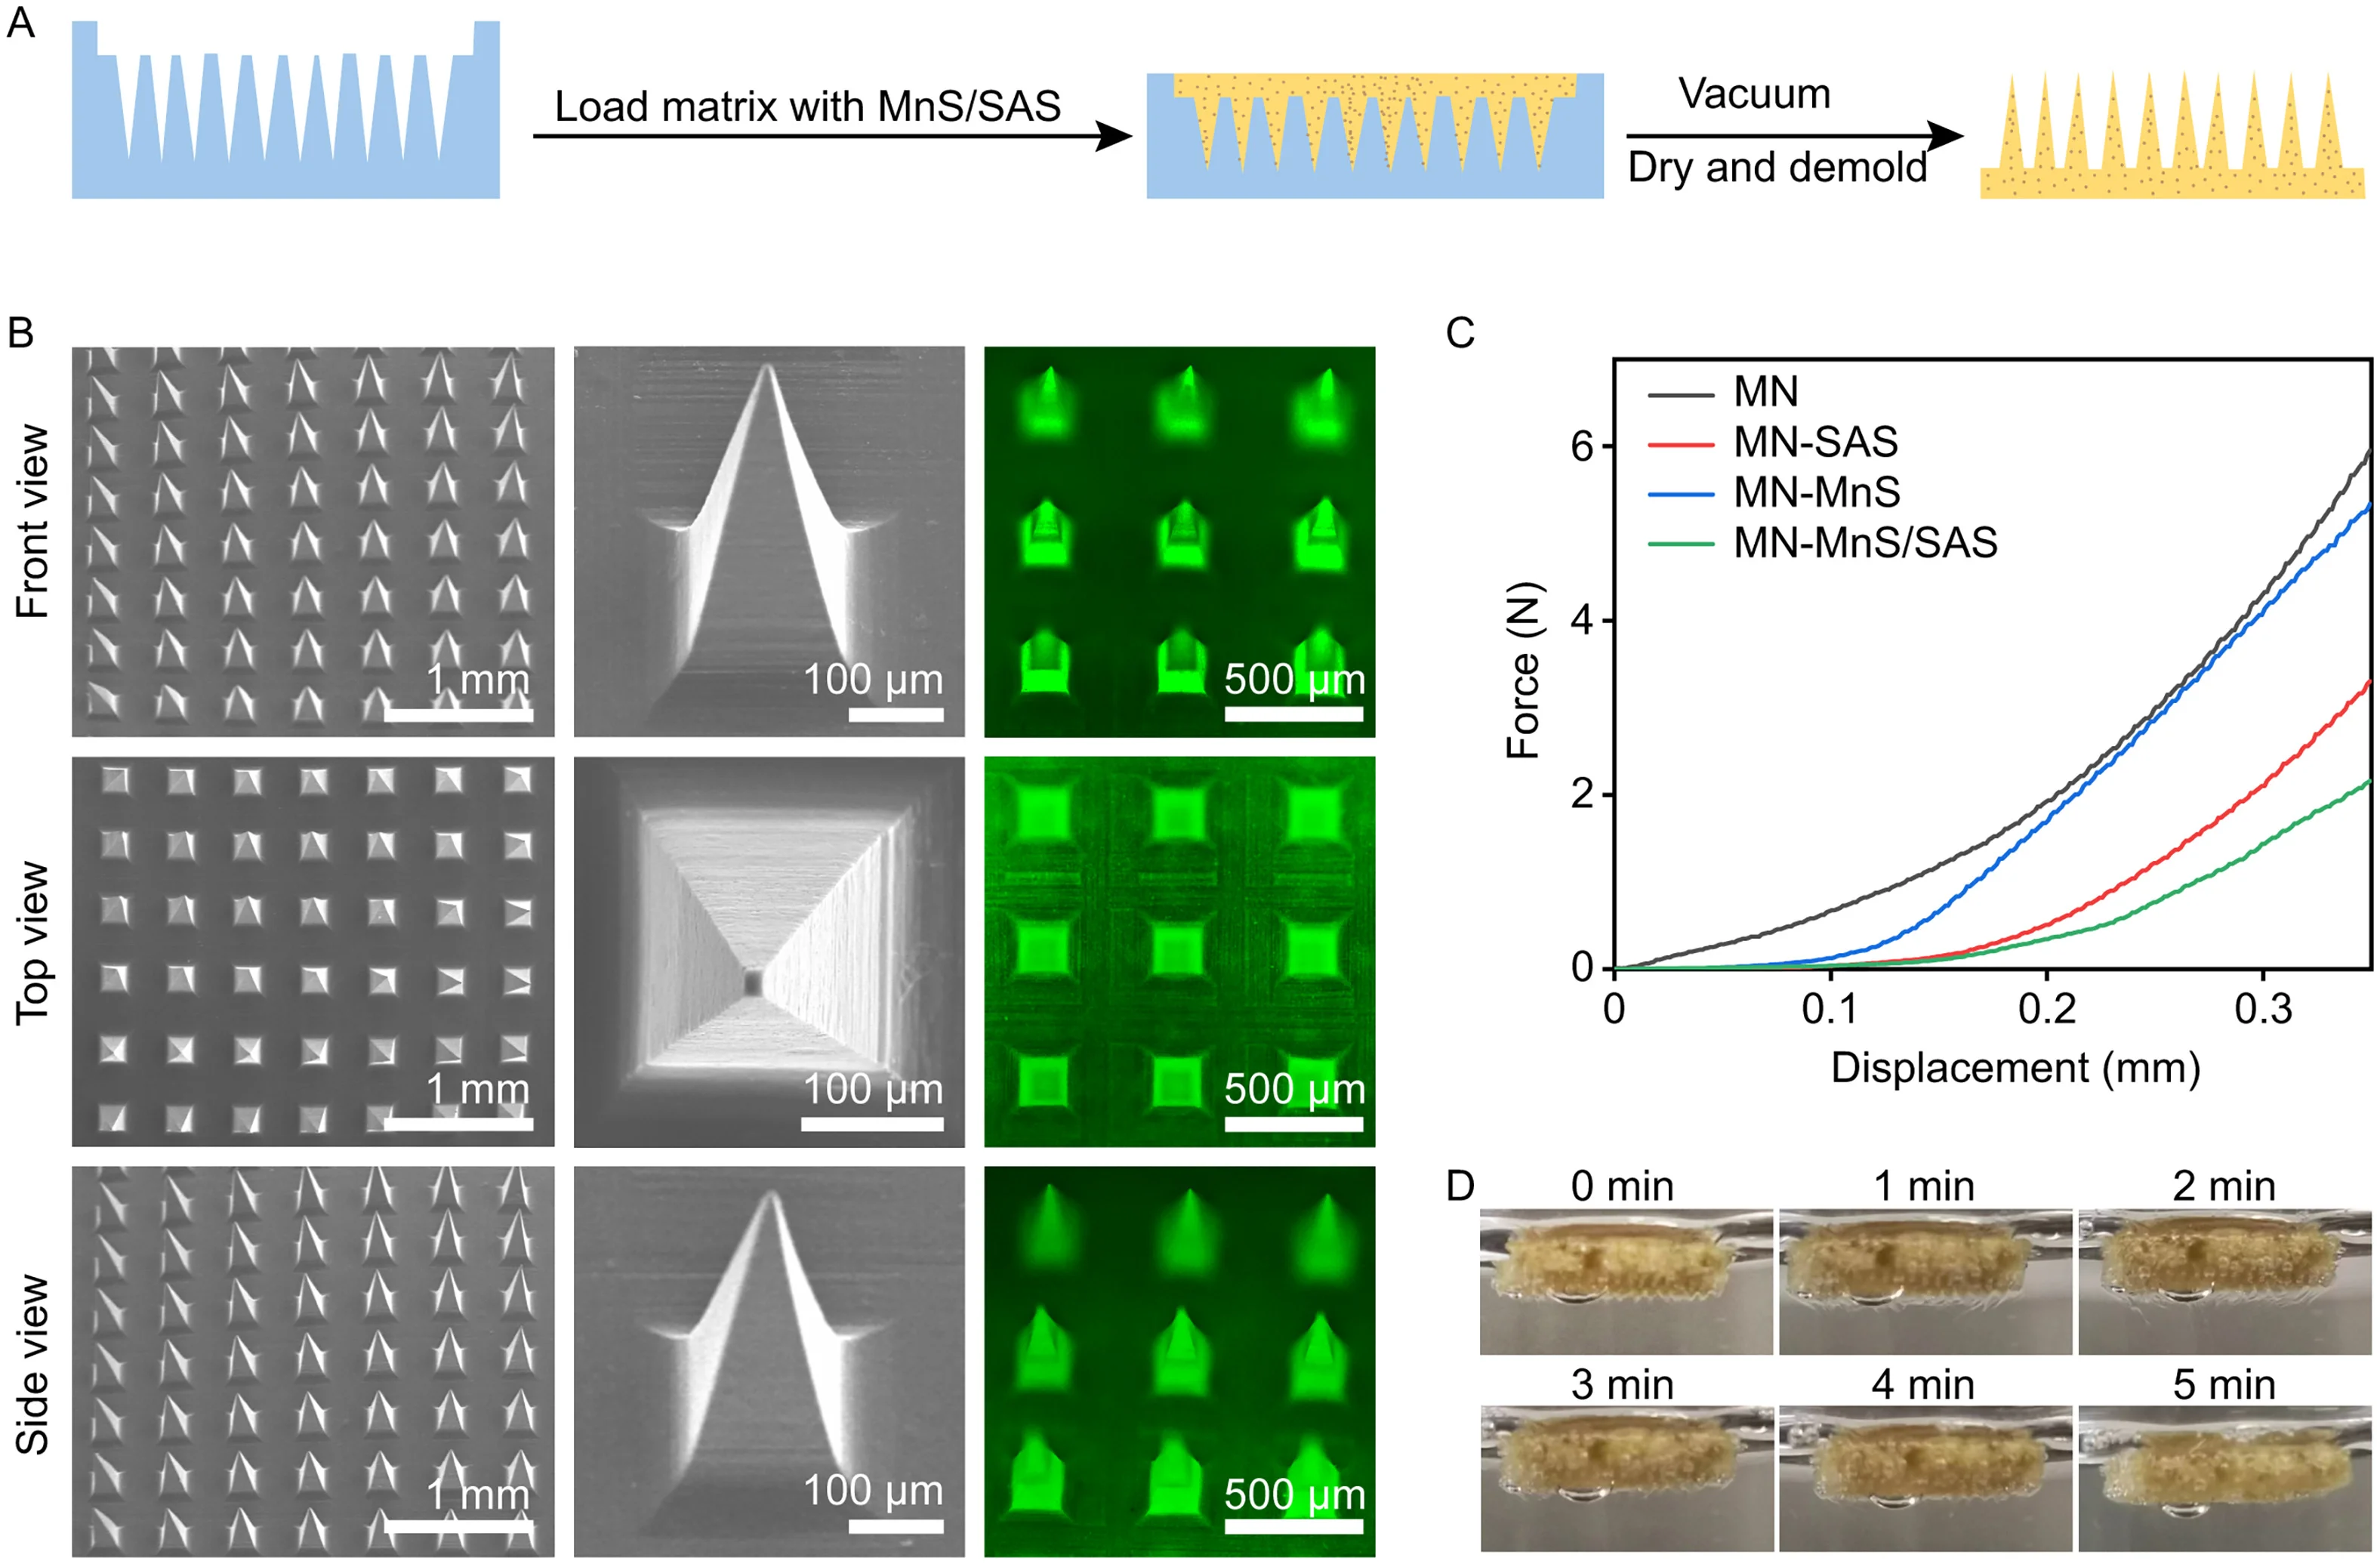 A
Load matrix with MnS/SAS
Vacuum
Dry and demold
B
Front view
1 mm
100 µm
500 µm
Top view
1 mm
100 µm
500 µm
Side view
1 mm
100 µm
500 µm
C
MN
MN-SAS
MN-MnS
MN-MnS/SAS
Force (N)
6
4
2
0
0
0.1
0.2
0.3
Displacement (mm)
D
0 min
1 min
2 min
3 min
4 min
5 min